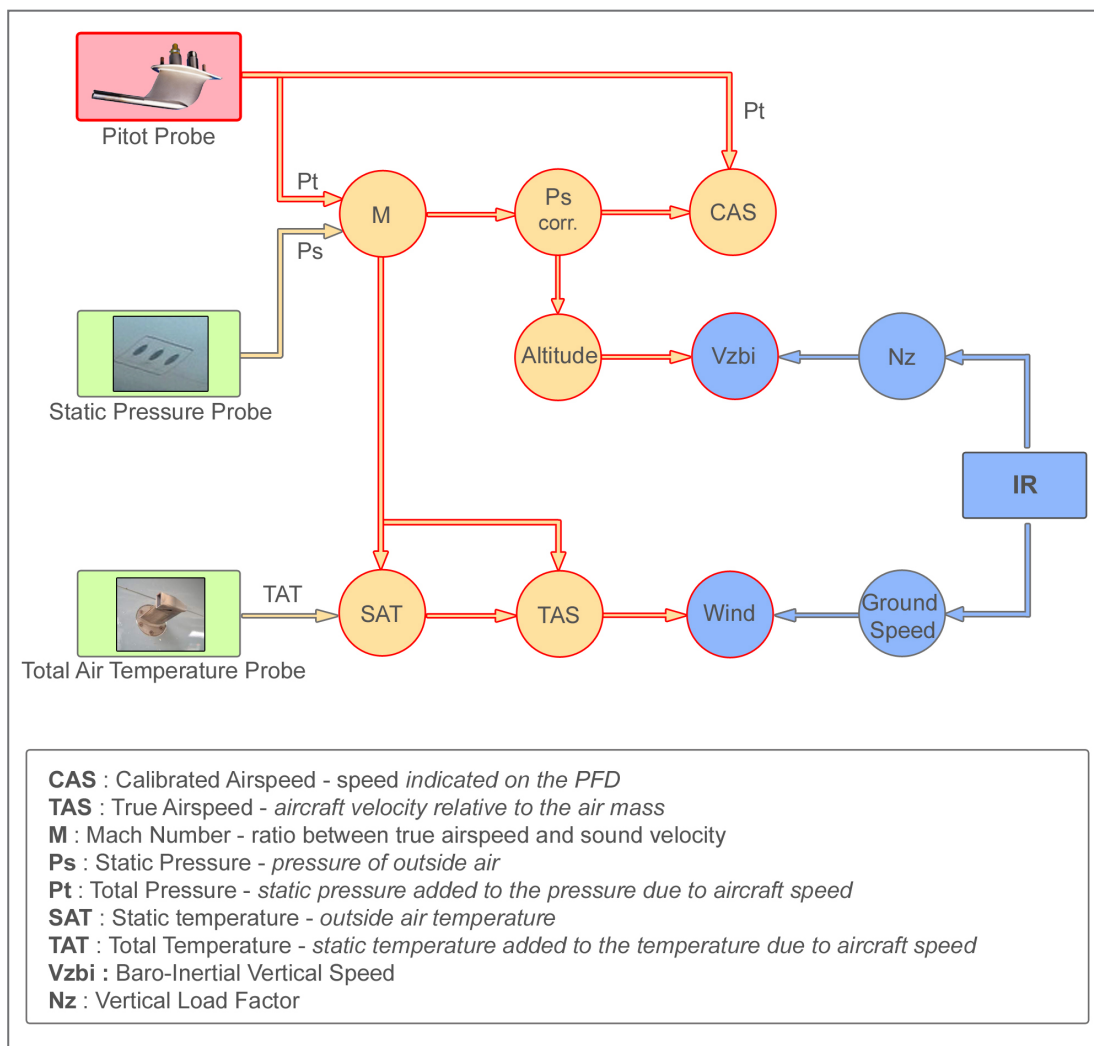 Pitot Probe
Pt
Pt
M
Ps
corr.
CAS
Ps
Static Pressure Probe
Altitude
Vzbi
Nz
IR
TAT
SAT
TAS
Wind
Ground
Speed
Total Air Temperature Probe
CAS : Calibrated Airspeed - speed indicated on the PFD
TAS : True Airspeed - aircraft velocity relative to the air mass
M : Mach Number - ratio between true airspeed and sound velocity
Ps : Static Pressure - pressure of outside air
Pt : Total Pressure - static pressure added to the pressure due to aircraft speed
SAT : Static temperature - outside air temperature
TAT : Total Temperature - static temperature added to the temperature due to aircraft speed
Vzbi : Baro-Inertial Vertical Speed
Nz : Vertical Load Factor